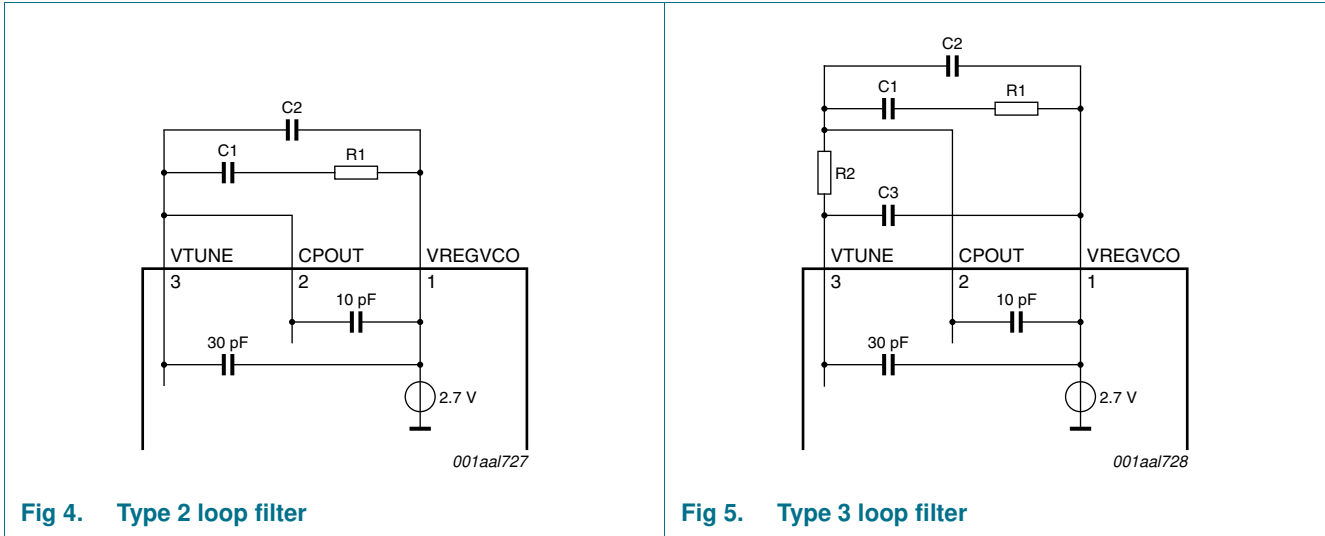 C2
C1
R1
VTUNE
CPOUT
VREGVCO
3
2
1
10 pF
30 pF
2.7 V
001aal727
Fig 4. Type 2 loop filter
C2
C1
R1
R2
C3
VTUNE
CPOUT
VREGVCO
3
2
1
10 pF
30 pF
2.7 V
001aal728
Fig 5. Type 3 loop filter